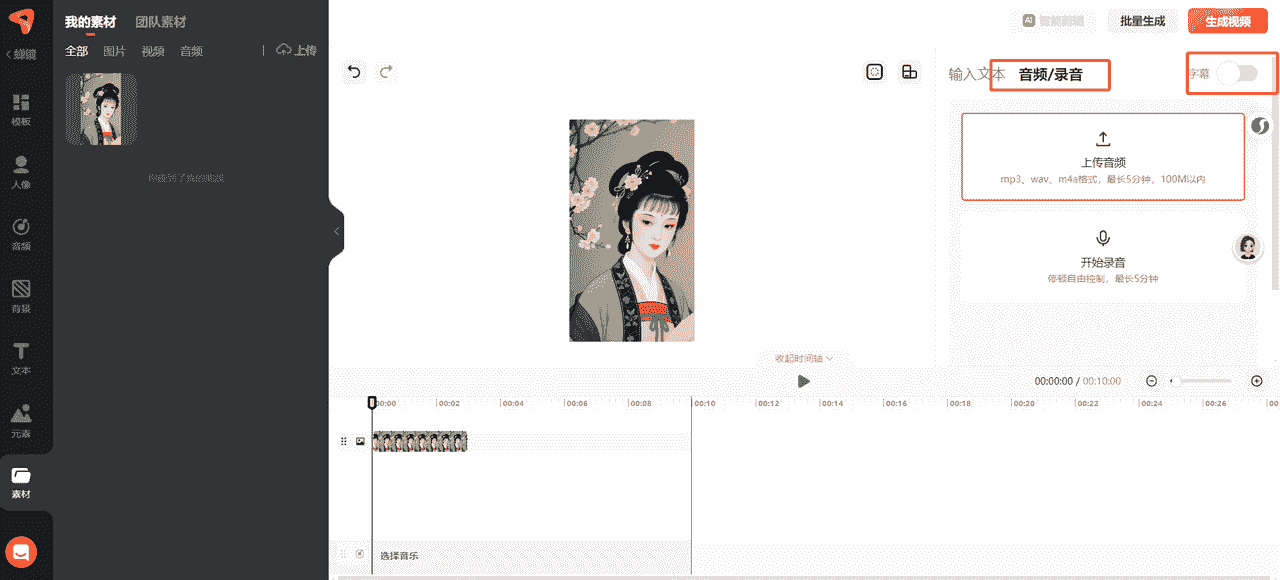 我的素材 团队素材
AI 智能剪辑 批量生成 生成视频
蝉镜
全部 图片 视频 音频 上传
模板
人像
音频
背景
文本
元素
素材
输入文本 音频/录音 字幕
上传音频
mp3、wav、m4a格式，最长5分钟，100M以内
开始录音
停顿自由控制，最长5分钟
收起时间轴
00:00:00 / 00:10:00
00:00 00:02 00:04 00:06 00:08 00:10 00:12 00:14 00:16 00:18 00:20 00:22 00:24 00:26 00
选择音乐